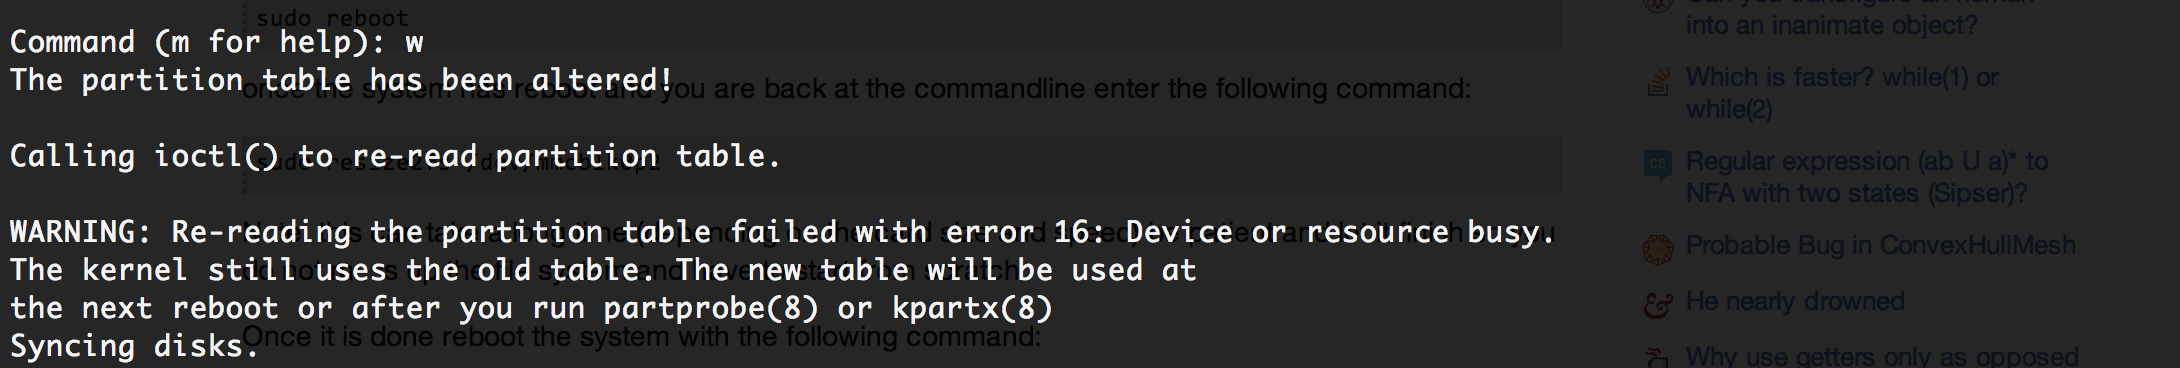 sudo reboot
Command (m for help): w
The partition table has been altered!
once the system has reboot and you are back at the commandline enter the following command:
Calling ioctl() to re-read partition table.
sudo resize2fs /dev/mmcblk0p2
WARNING: Re-reading the partition table failed with error 16: Device or resource busy.
The kernel still uses the old table. The new table will be used at
the next reboot or after you run partprobe(8) or kpartx(8)
Syncing disks.
Once it is done reboot the system with the following command:
into an inanimate object?
Which is faster? while(1) or
while(2)
Regular expression (ab U a)* to
NFA with two states (Sipser)?
Probable Bug in ConvexHullMesh
He nearly drowned
Why use getters only as opposed